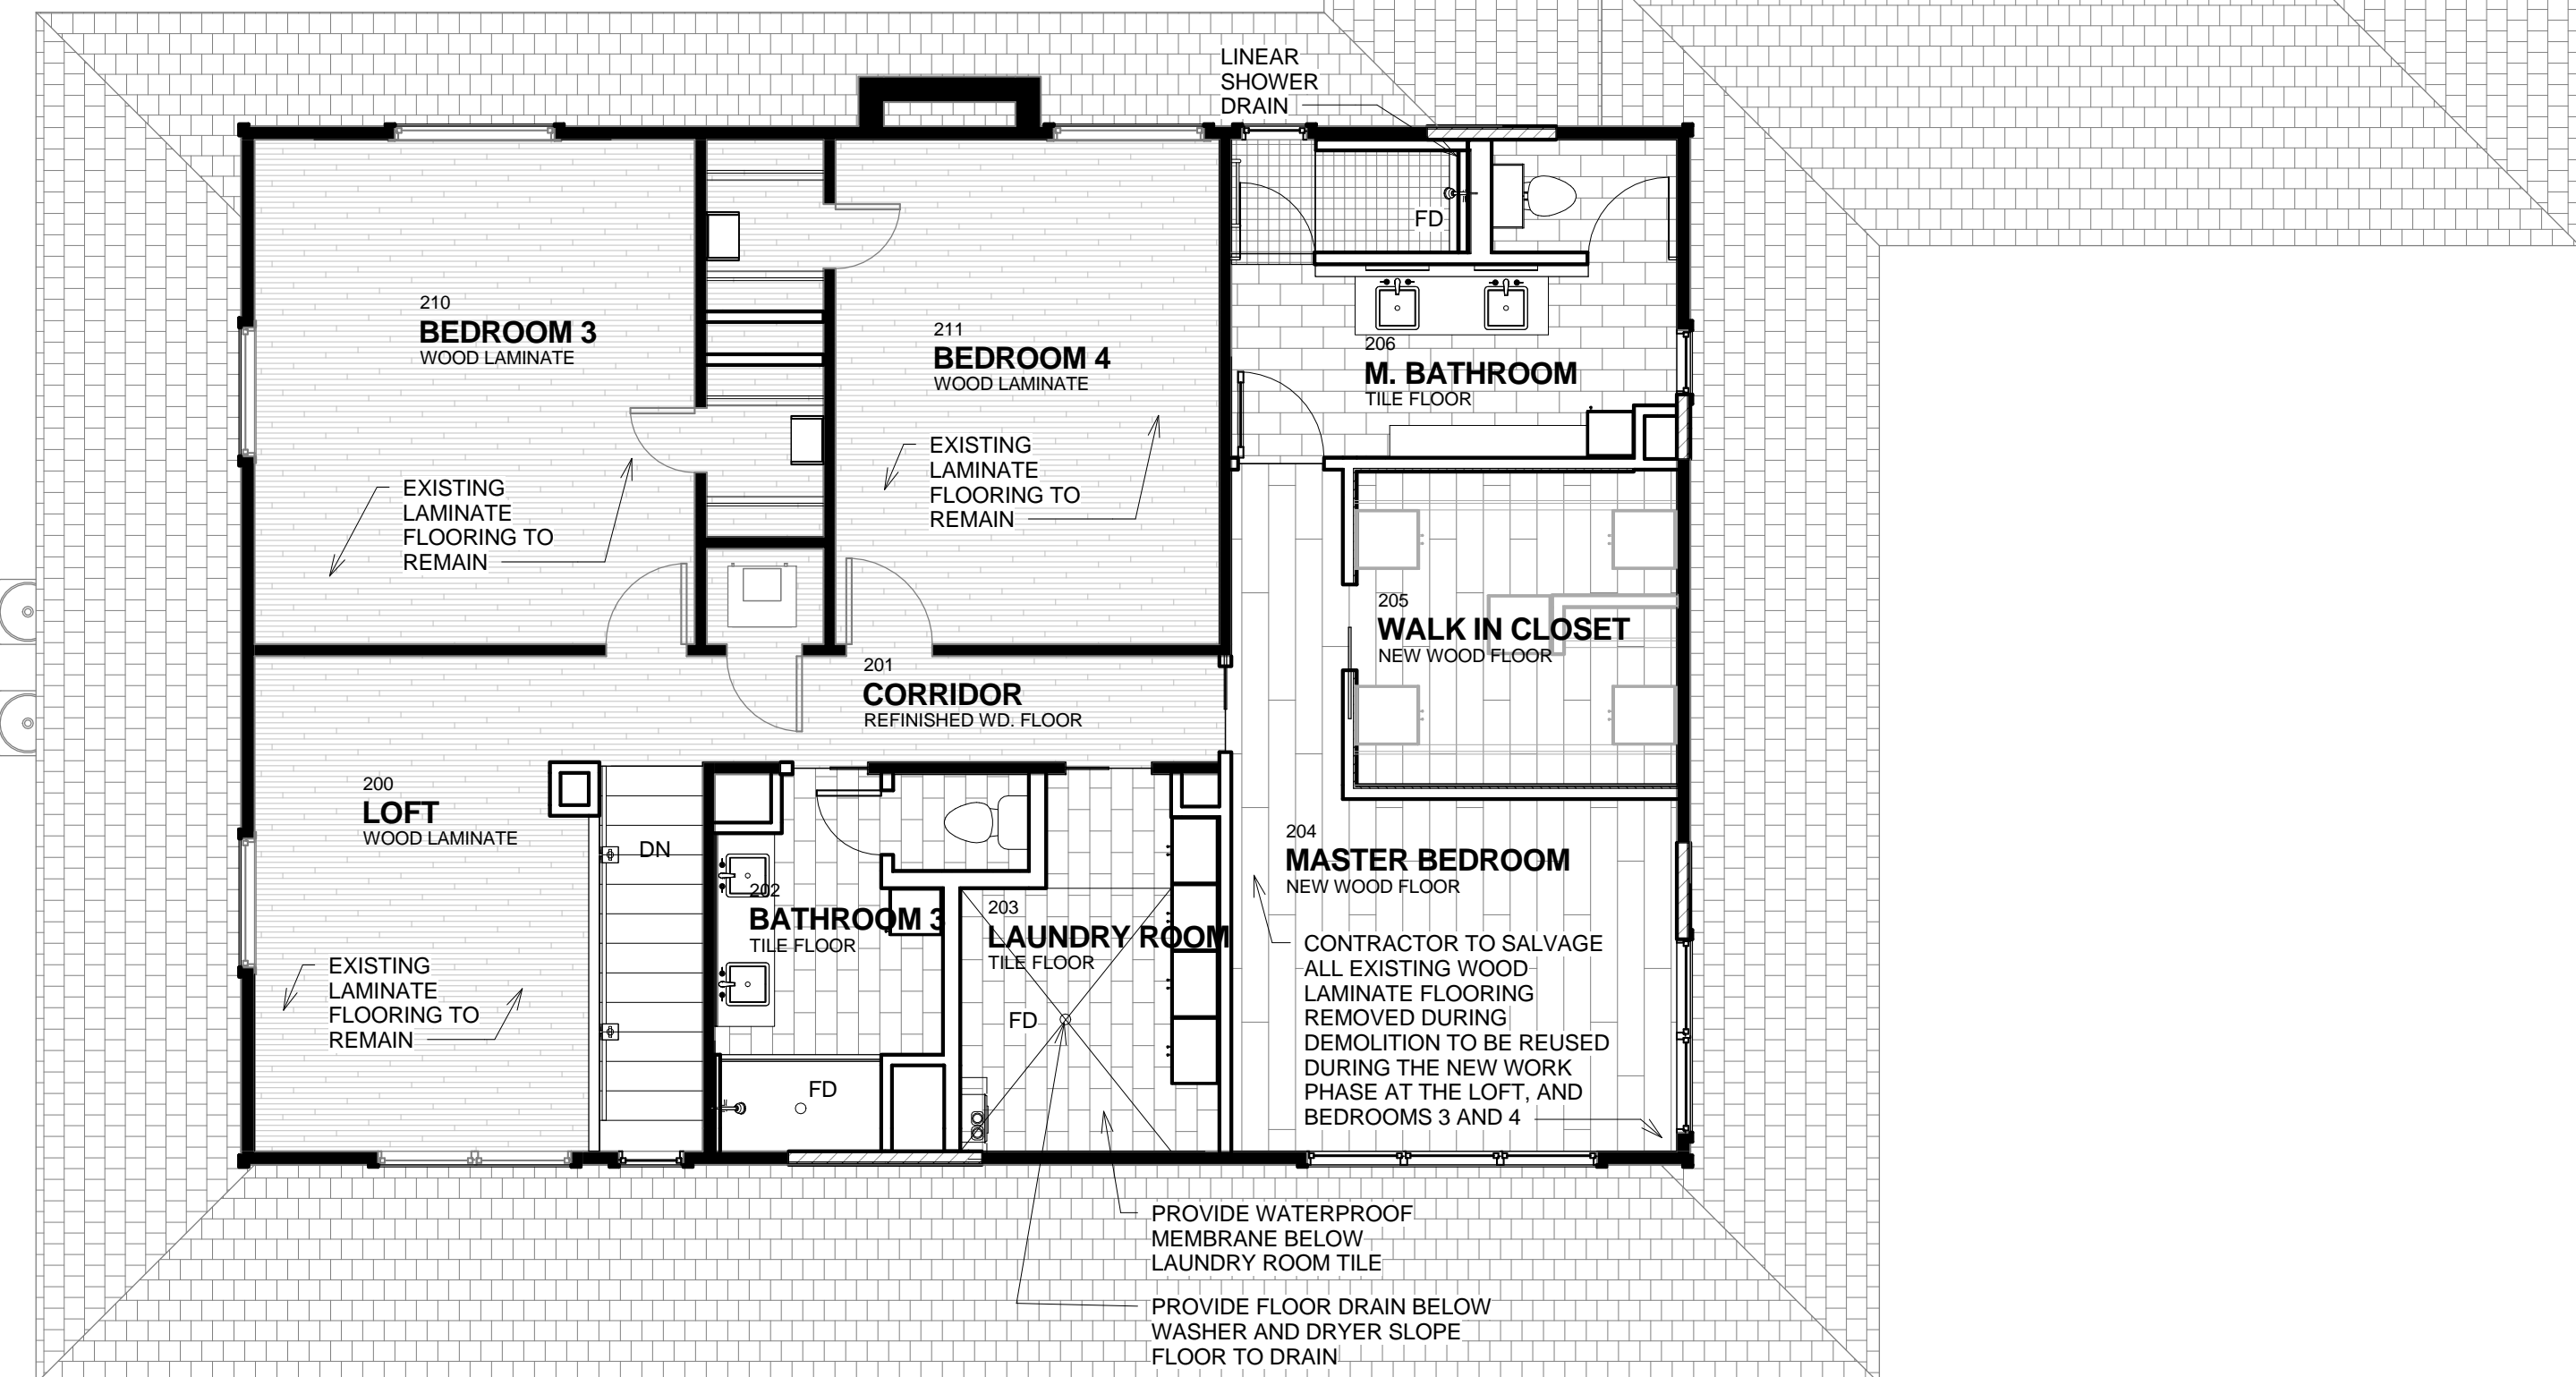 LINEAR
SHOWER
DRAIN
FD
210
BEDROOM 3
WOOD LAMINATE
211
BEDROOM 4
WOOD LAMINATE
206
M. BATHROOM
TILE FLOOR
EXISTING
LAMINATE
FLOORING TO
REMAIN
EXISTING
LAMINATE
FLOORING TO
REMAIN
205
WALK IN CLOSET
NEW WOOD FLOOR
201
CORRIDOR
REFINISHED WD. FLOOR
200
LOFT
WOOD LAMINATE
DN
202
BATHROOM 3
TILE FLOOR
203
LAUNDRY ROOM
TILE FLOOR
204
MASTER BEDROOM
NEW WOOD FLOOR
EXISTING
LAMINATE
FLOORING TO
REMAIN
FD
FD
CONTRACTOR TO SALVAGE
ALL EXISTING WOOD
LAMINATE FLOORING
REMOVED DURING
DEMOLITION TO BE REUSED
DURING THE NEW WORK
PHASE AT THE LOFT, AND
BEDROOMS 3 AND 4
PROVIDE WATERPROOF
MEMBRANE BELOW
LAUNDRY ROOM TILE
PROVIDE FLOOR DRAIN BELOW
WASHER AND DRYER SLOPE
FLOOR TO DRAIN